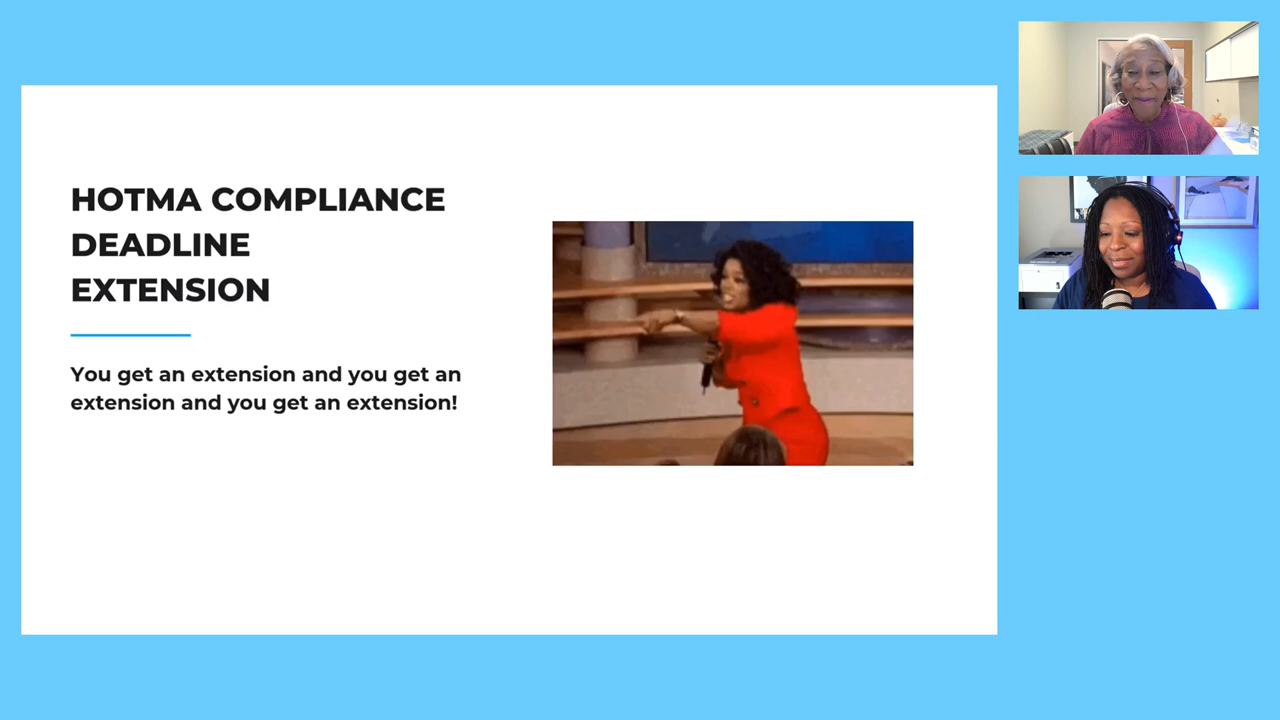 HOTMA COMPLIANCE
DEADLINE
EXTENSION
You get an extension and you get an
extension and you get an extension!